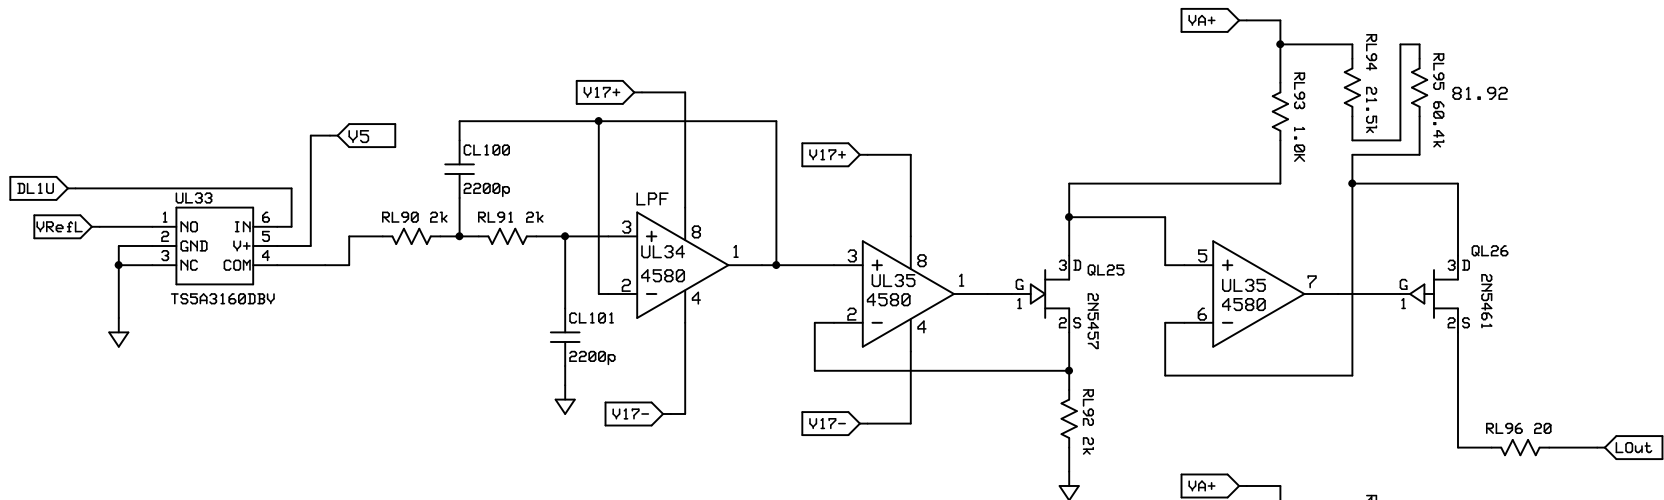 VA+
RL94 21.5k
RL95 60.4k
81.92
RL93 1.0K
V17+
V5
CL100
2200p
V17+
DL1U
UL33
LPF
VRefL
1 NO IN 6
2 GND V+ 5
3 NC COM 4
TS5A3160DBV
RL90 2k
RL91 2k
3 + 8
UL34
4580
1
2 − 4
CL101
2200p
V17-
3 + 8
UL35
4580
1
2 − 4
V17-
G
1
3 D
QL25
2N5457
2 S
RL92 2k
5 +
UL35
4580
7
6 −
G
1
3 D
QL26
2N5461
2 S
RL96 20
LOut
VA+